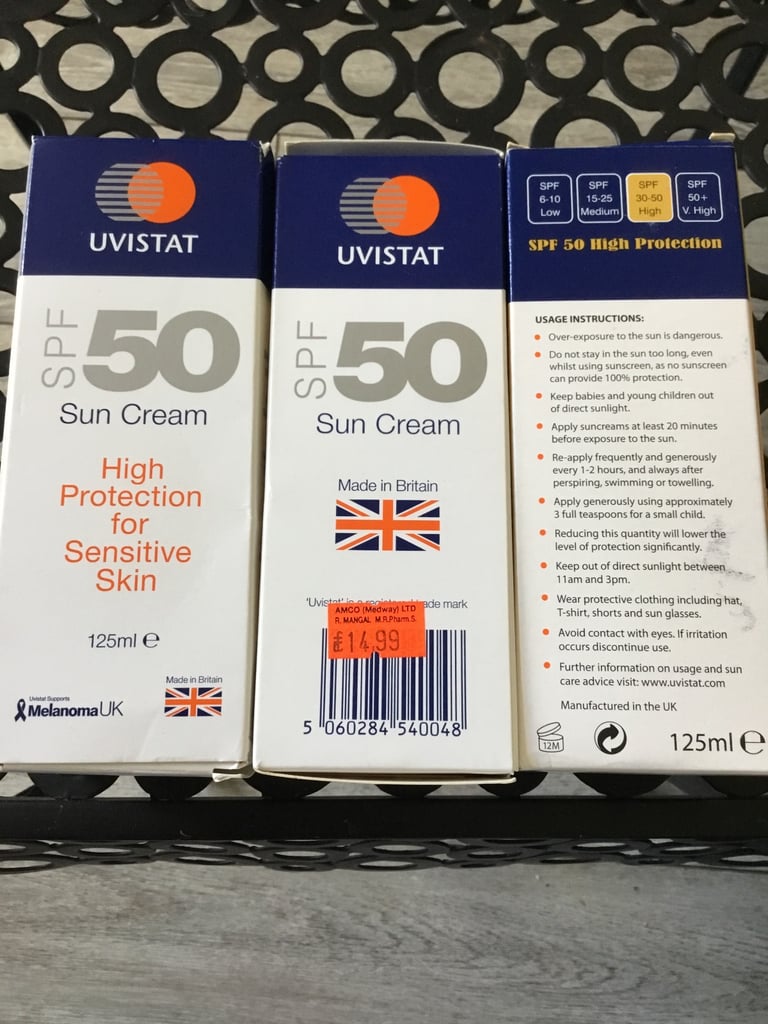 UVISTAT
SPF 50
Sun Cream
High
Protection
for
Sensitive
Skin
125ml e
Uvistat Supports
MelanomaUK
Made in Britain
UVISTAT
SPF 50
Sun Cream
Made in Britain
'Uvistat' is a registered trade mark
AMCO (Medway) LTD
R. MANGAL M.R.Pharm.S.
£14.99
5 060284 540048
SPF
6-10
Low
SPF
15-25
Medium
SPF
30-50
High
SPF
50+
V. High
SPF 50 High Protection
USAGE INSTRUCTIONS:
• Over-exposure to the sun is dangerous.
• Do not stay in the sun too long, even
whilst using sunscreen, as no sunscreen
can provide 100% protection.
• Keep babies and young children out
of direct sunlight.
• Apply suncreams at least 20 minutes
before exposure to the sun.
• Re-apply frequently and generously
every 1-2 hours, and always after
perspiring, swimming or towelling.
• Apply generously using approximately
3 full teaspoons for a small child.
• Reducing this quantity will lower the
level of protection significantly.
• Keep out of direct sunlight between
11am and 3pm.
• Wear protective clothing including hat,
T-shirt, shorts and sun glasses.
• Avoid contact with eyes. If irritation
occurs discontinue use.
• Further information on usage and sun
care advice visit: www.uvistat.com
Manufactured in the UK
12M
125ml e